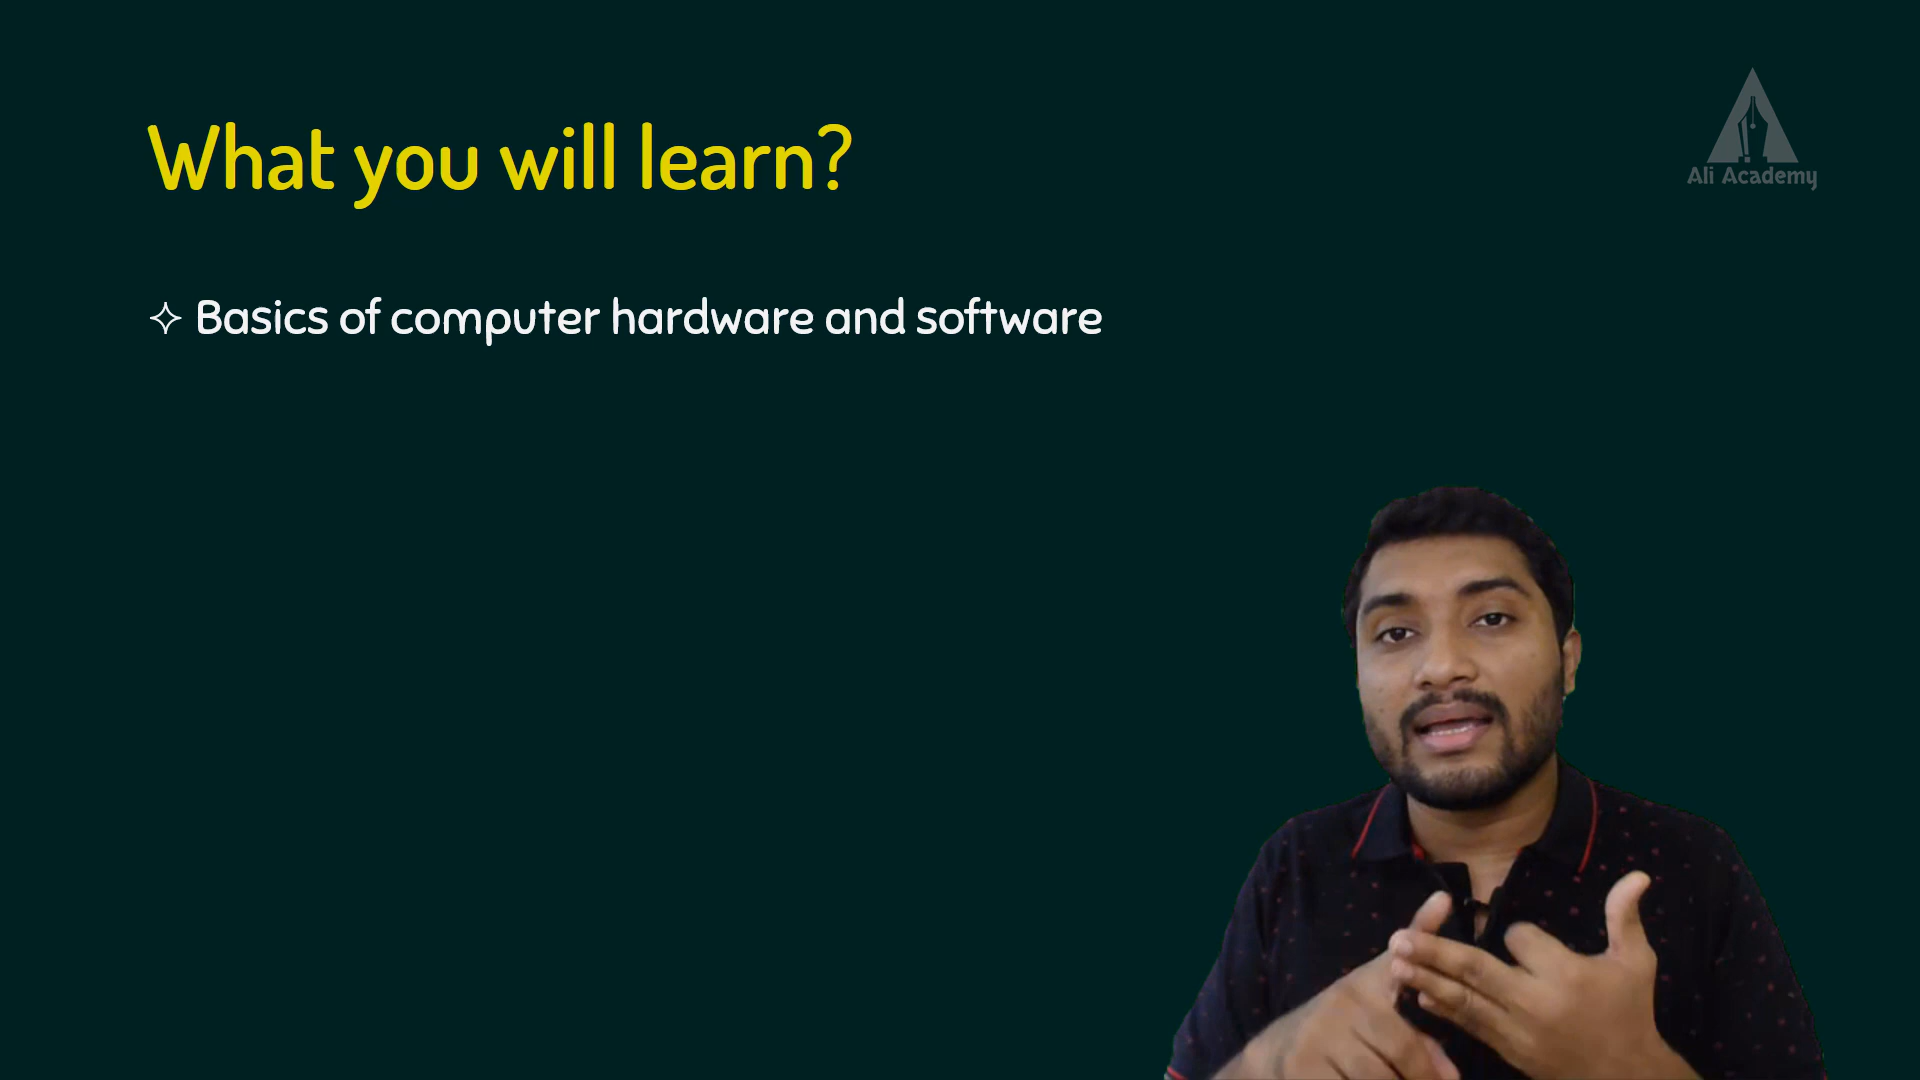 What you will learn?
Ali Academy
✧ Basics of computer hardware and software